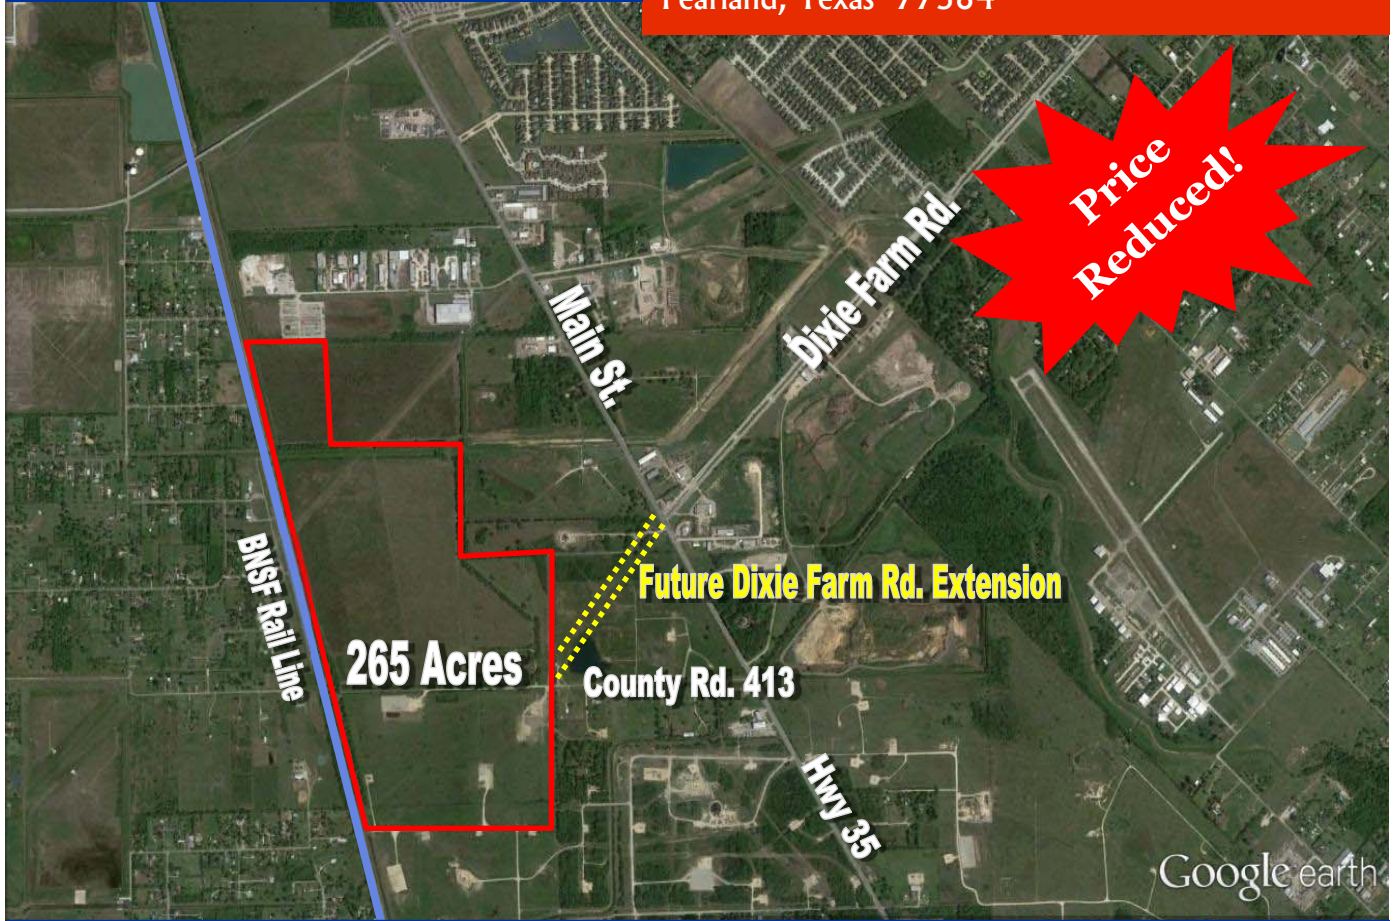 Pearland, Texas 77584
Price
Reduced!
Dixie Farm Rd.
Main St.
BNSF Rail Line
Future Dixie Farm Rd. Extension
265 Acres
County Rd. 413
Hwy 35
Google earth